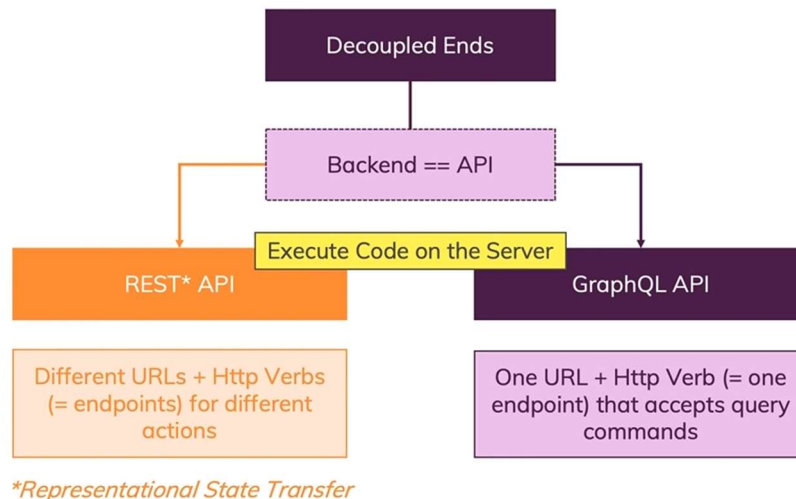 Decoupled Ends
Backend == API
Execute Code on the Server
REST* API
GraphQL API
Different URLs + Http Verbs
(= endpoints) for different
actions
One URL + Http Verb (= one
endpoint) that accepts query
commands
*Representational State Transfer